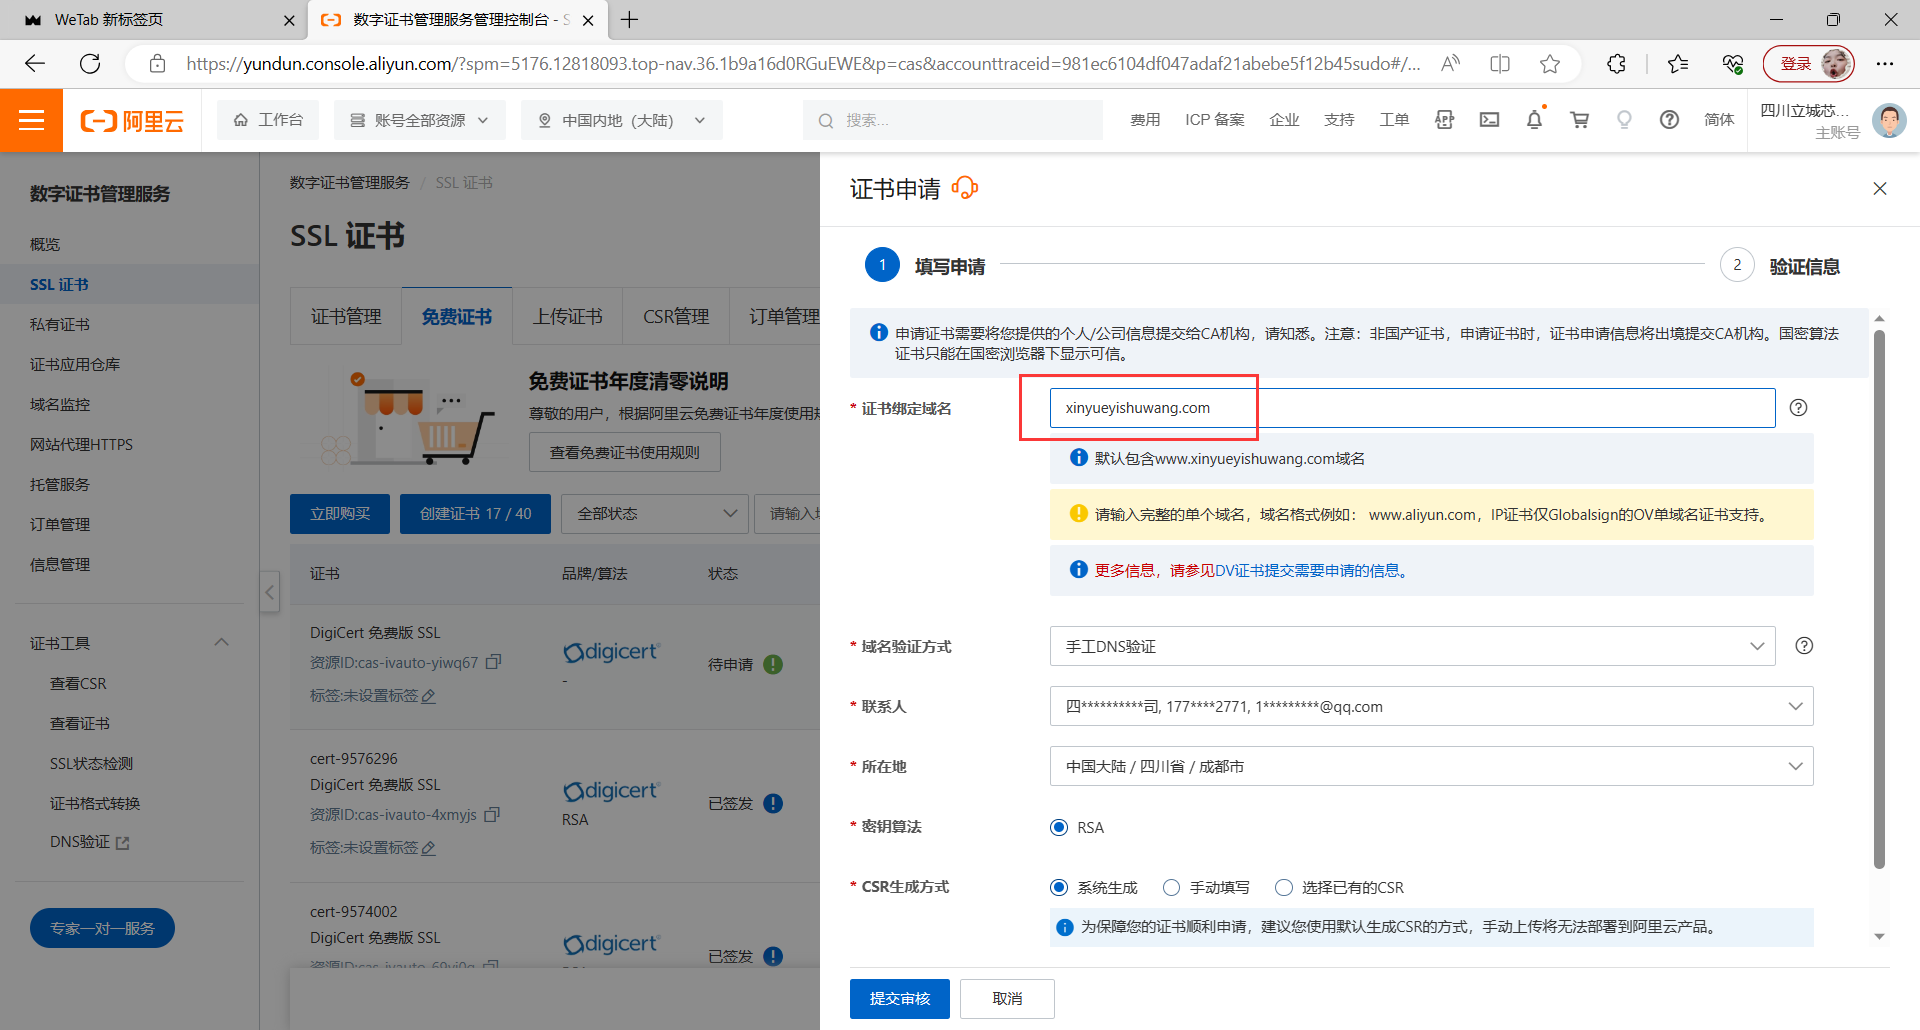 WeTab 新标签页
数字证书管理服务管理控制台 - S
https://yundun.console.aliyun.com/?spm=5176.12818093.top-nav.36.1b9a16d0RGuEWE&p=cas&accounttraceid=981ec6104df047adaf21abebe5f12b45sudo#/...
登录
阿里云
工作台
账号全部资源
中国内地（大陆）
搜索...
费用
ICP 备案
企业
支持
工单
简体
四川立城芯...
主账号
数字证书管理服务
概览
SSL 证书
私有证书
证书应用仓库
域名监控
网站代理HTTPS
托管服务
订单管理
信息管理
证书工具
查看CSR
查看证书
SSL状态检测
证书格式转换
DNS验证
专家一对一服务
数字证书管理服务 / SSL 证书
SSL 证书
证书管理
免费证书
上传证书
CSR管理
订单管理
免费证书年度清零说明
尊敬的用户，根据阿里云免费证书年度使用
查看免费证书使用规则
立即购买
创建证书 17 / 40
全部状态
请输入
证书
品牌/算法
状态
DigiCert 免费版 SSL
资源ID:cas-ivauto-yiwq67
标签:未设置标签
digicert
-
待申请
cert-9576296
DigiCert 免费版 SSL
资源ID:cas-ivauto-4xmyjs
标签:未设置标签
digicert
RSA
已签发
cert-9574002
DigiCert 免费版 SSL
digicert
已签发
证书申请
1
填写申请
2
验证信息
申请证书需要将您提供的个人/公司信息提交给CA机构，请知悉。注意：非国产证书，申请证书时，证书申请信息将出境提交CA机构。国密算法
证书只能在国密浏览器下显示可信。
* 证书绑定域名
xinyueyishuwang.com
默认包含www.xinyueyishuwang.com域名
请输入完整的单个域名，域名格式例如： www.aliyun.com，IP证书仅Globalsign的OV单域名证书支持。
更多信息，请参见DV证书提交需要申请的信息。
* 域名验证方式
手工DNS验证
* 联系人
四**********司, 177****2771, 1*********@qq.com
* 所在地
中国大陆 / 四川省 / 成都市
* 密钥算法
RSA
* CSR生成方式
系统生成
手动填写
选择已有的CSR
为保障您的证书顺利申请，建议您使用默认生成CSR的方式，手动上传将无法部署到阿里云产品。
提交审核
取消